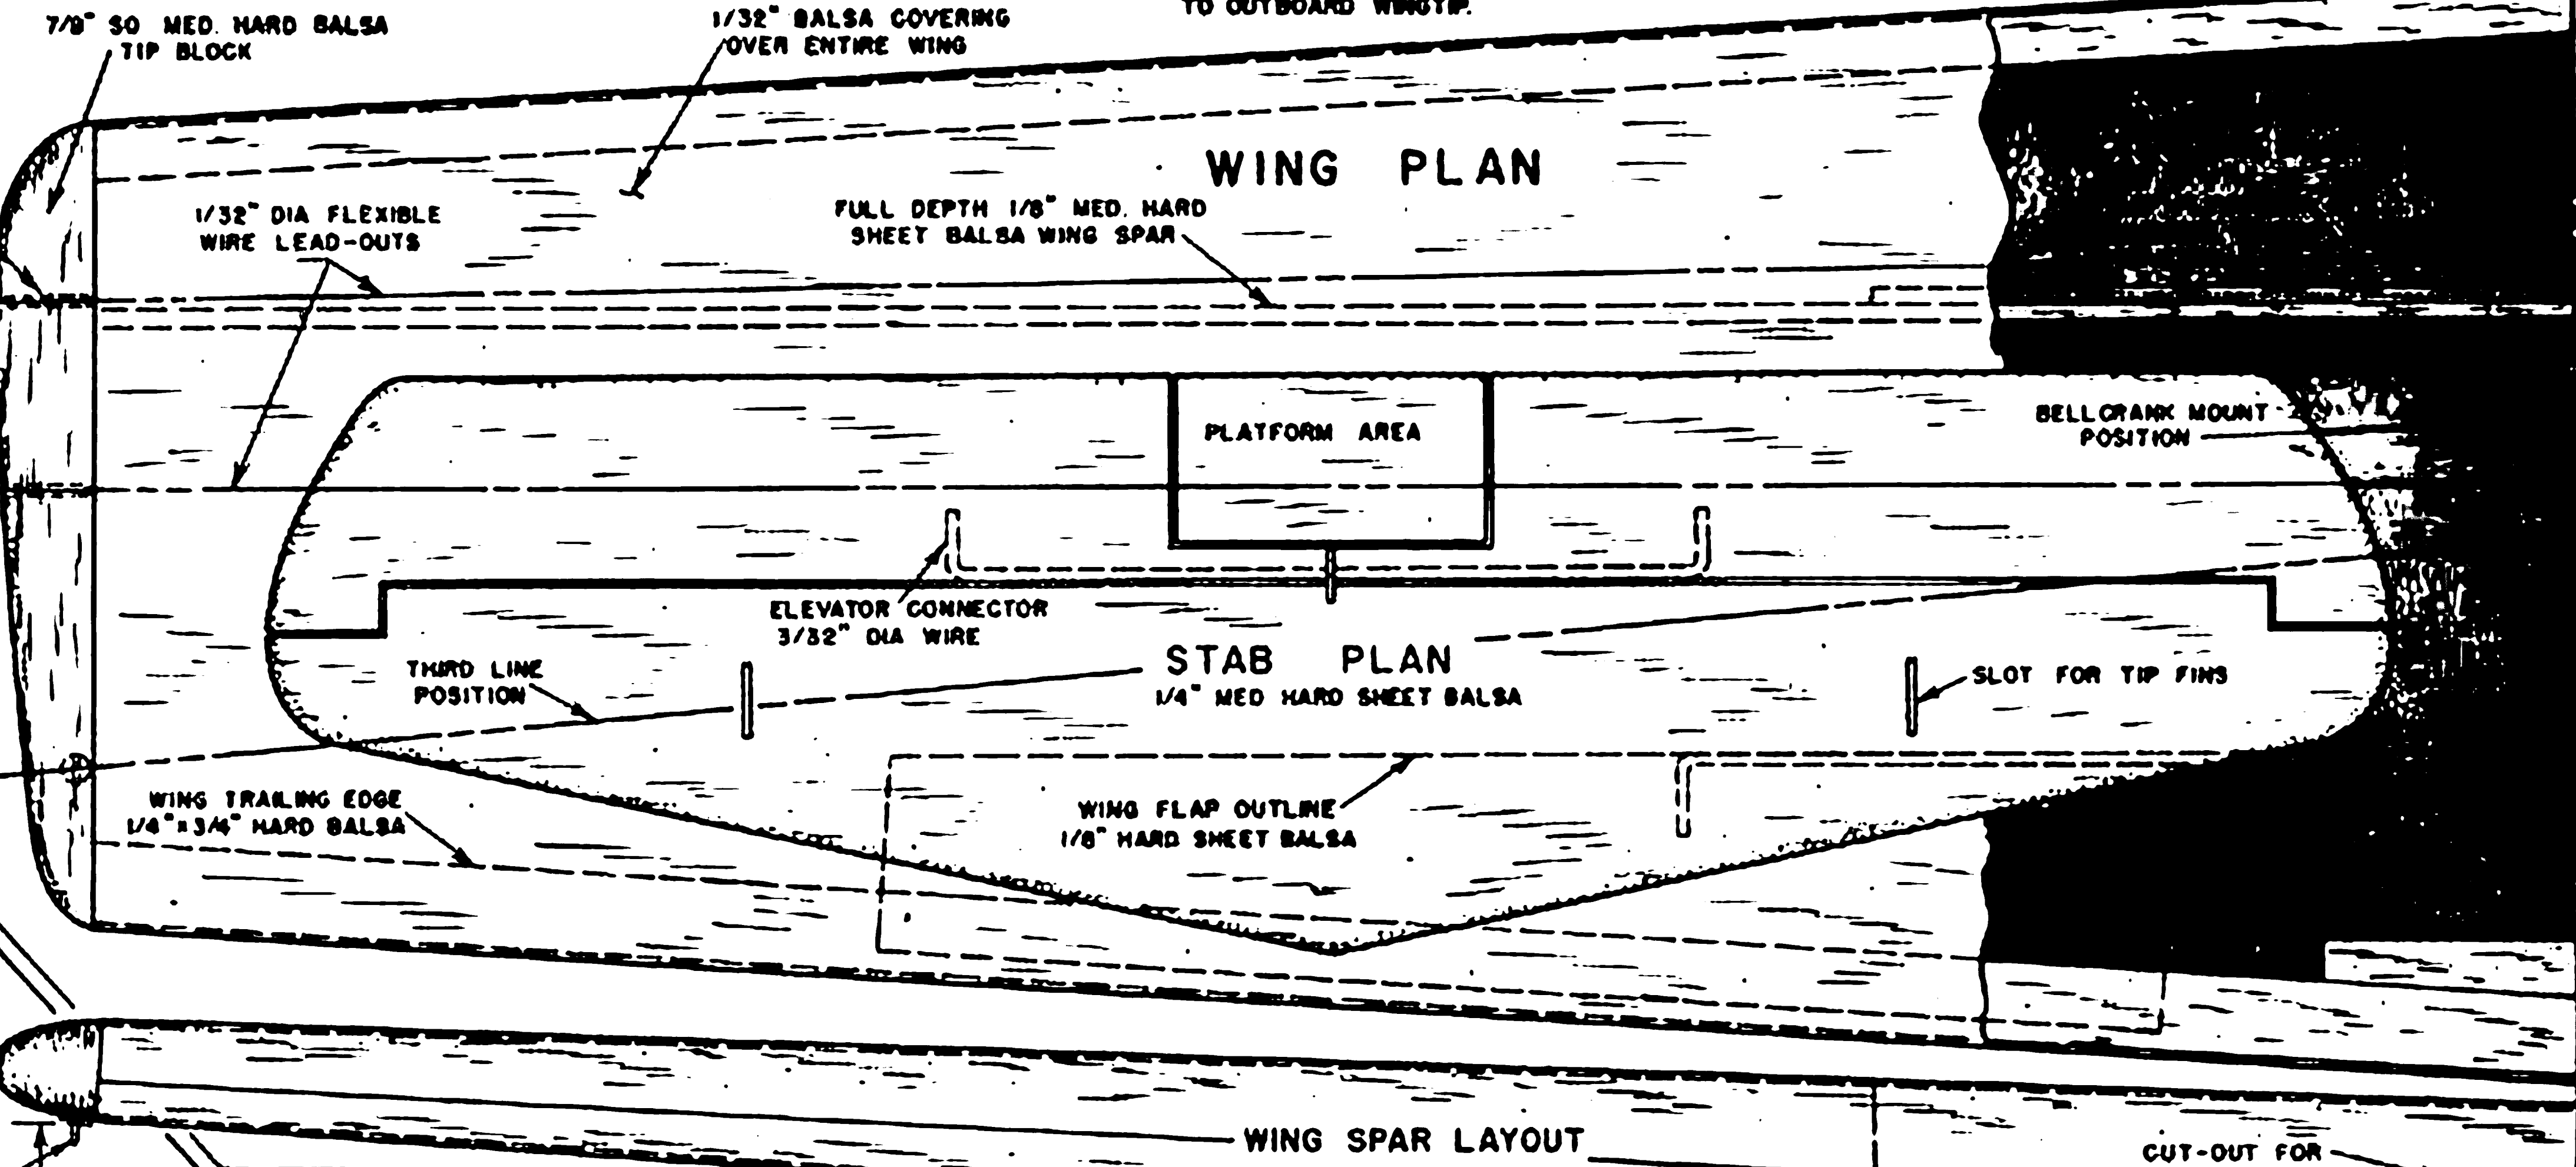 7/8" SQ MED. HARD BALSA
TIP BLOCK
1/32" BALSA COVERING
OVER ENTIRE WING
TO OUTBOARD WINGTIP.
WING PLAN
1/32" DIA FLEXIBLE
WIRE LEAD-OUTS
FULL DEPTH 1/8" MED. HARD
SHEET BALSA WING SPAR
PLATFORM AREA
BELLCRANK MOUNT
POSITION
ELEVATOR CONNECTOR
3/32" DIA WIRE
THIRD LINE
POSITION
STAB PLAN
1/4" MED HARD SHEET BALSA
SLOT FOR TIP FINS
WING TRAILING EDGE
1/4" x 3/4" HARD BALSA
WING FLAP OUTLINE
1/8" HARD SHEET BALSA
WING SPAR LAYOUT
CUT-OUT FOR